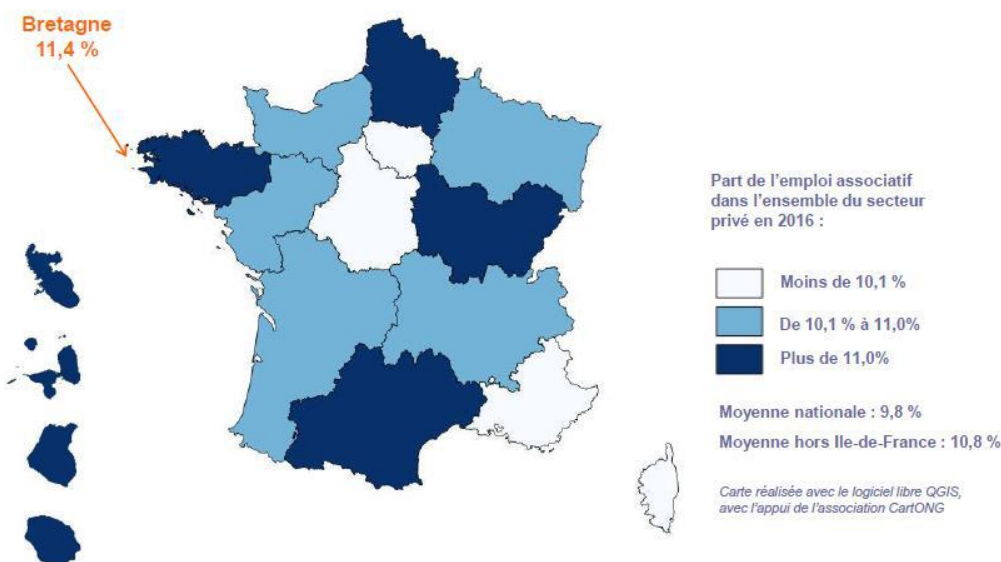 Bretagne
11,4 %
Part de l'emploi associatif
dans l'ensemble du secteur
privé en 2016 :
Moins de 10,1 %
De 10,1 % à 11,0%
Plus de 11,0%
Moyenne nationale : 9,8 %
Moyenne hors Ile-de-France : 10,8 %
Carte réalisée avec le logiciel libre QGIS,
avec l'appui de l'association CartONG